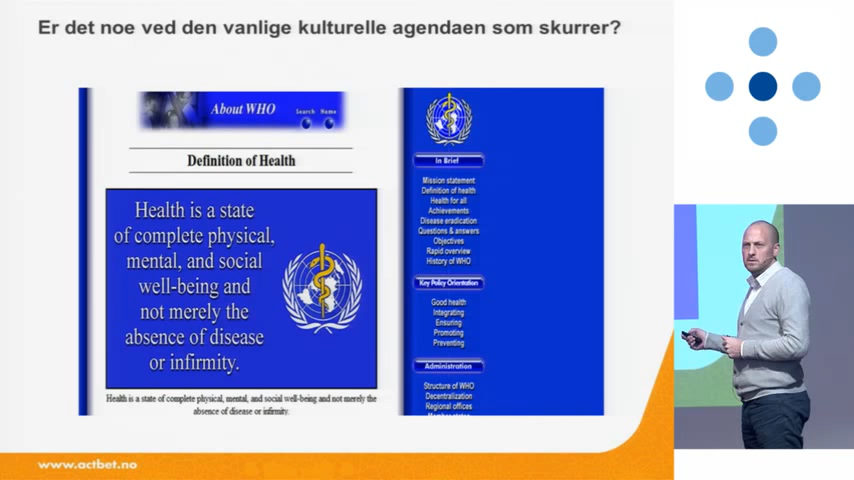 Er det noe ved den vanlige kulturelle agendaen som skurrer?
About WHO
Search Home
Definition of Health
Health is a state
of complete physical,
mental, and social
well-being and
not merely the
absence of disease
or infirmity.
Health is a state of complete physical, mental, and social well-being and not merely the
absence of disease or infirmity.
In Brief
Mission statement
Definition of health
Health for all
Achievements
Disease eradication
Questions & answers
Objectives
Rapid overview
History of WHO
Key Policy Orientation
Good health
Integrating
Ensuring
Promoting
Preventing
Administration
Structure of WHO
Decentralization
Regional offices
Member states
www.actbet.no